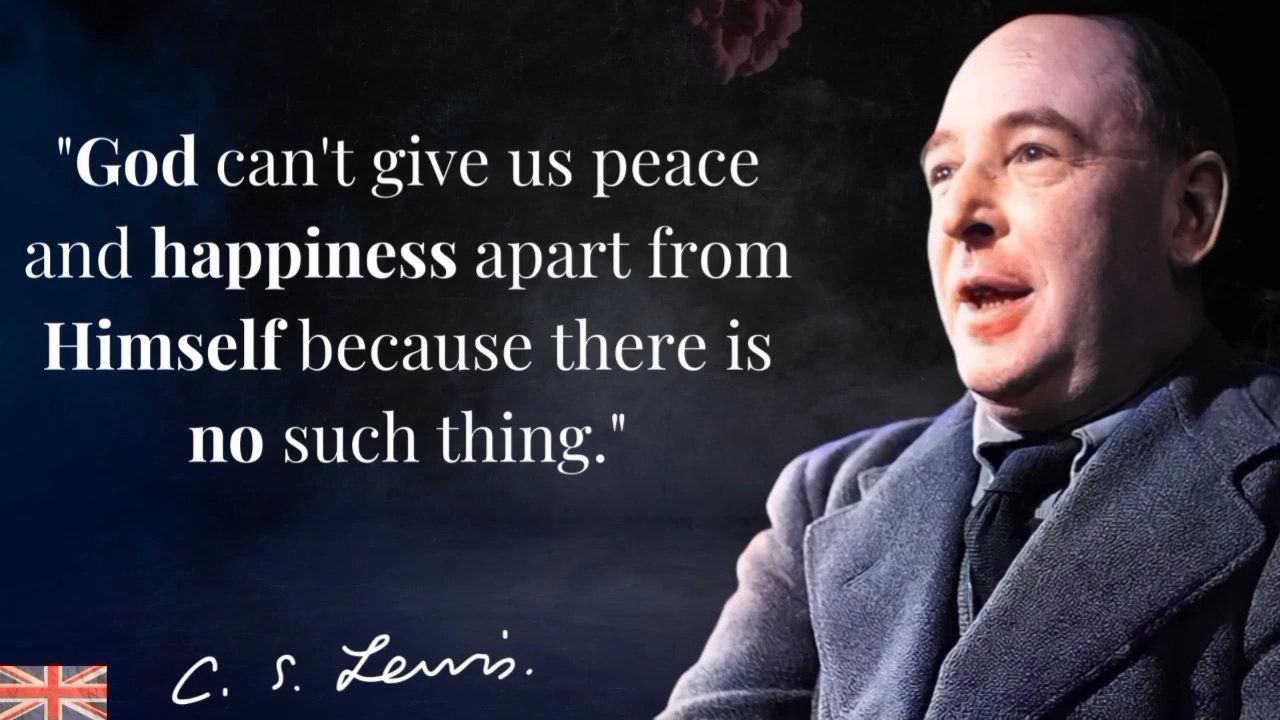 "God can't give us peace
and happiness apart from
Himself because there is
no such thing."
C. S. Lewis.